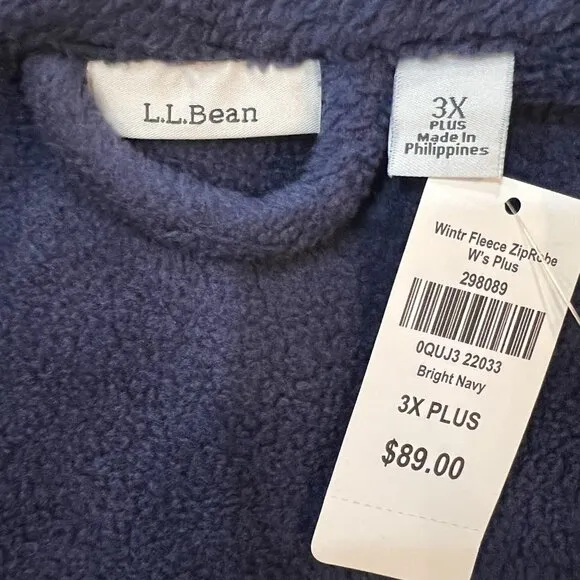 L.L.Bean
3X
PLUS
Made In
Philippines
Wintr Fleece ZipRobe
W's Plus
298089
0QUJ3 22033
Bright Navy
3X PLUS
$89.00